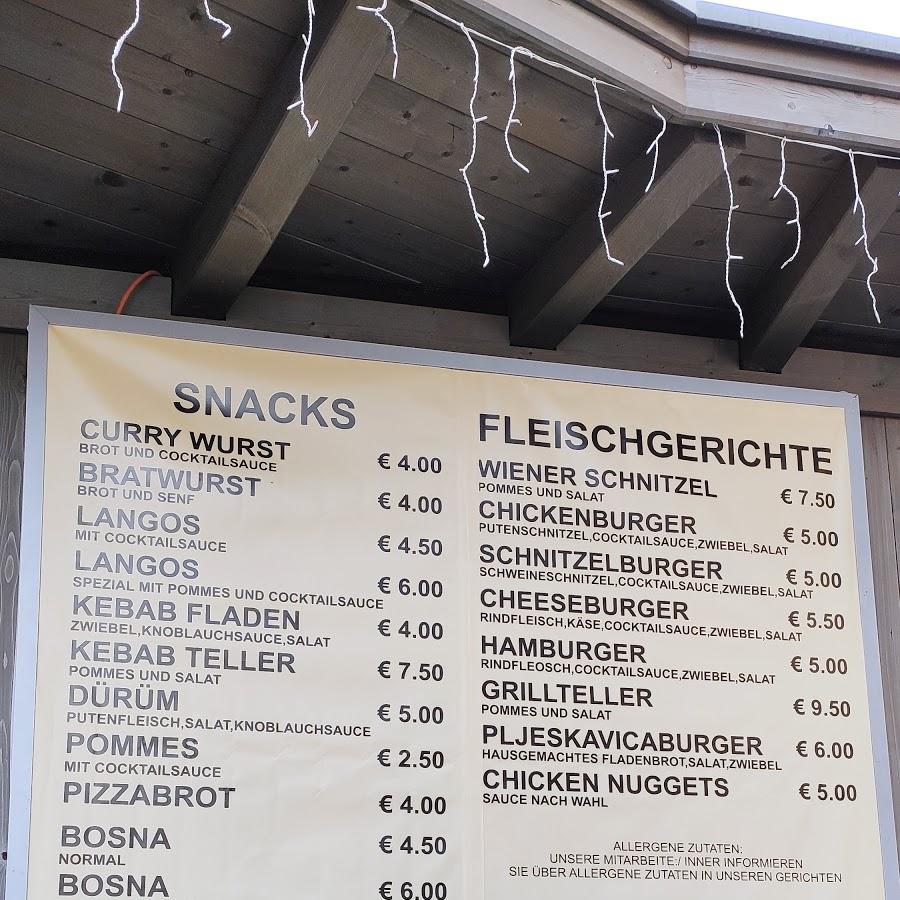 SNACKS
CURRY WURST € 4.00
BROT UND COCKTAILSAUCE
BRATWURST € 4.00
BROT UND SENF
LANGOS € 4.50
MIT COCKTAILSAUCE
LANGOS € 6.00
SPEZIAL MIT POMMES UND COCKTAILSAUCE
KEBAB FLADEN € 4.00
ZWIEBEL,KNOBLAUCHSAUCE,SALAT
KEBAB TELLER € 7.50
POMMES UND SALAT
DÜRÜM € 5.00
PUTENFLEISCH,SALAT,KNOBLAUCHSAUCE
POMMES € 2.50
MIT COCKTAILSAUCE
PIZZABROT € 4.00
BOSNA € 4.50
NORMAL
BOSNA € 6.00
FLEISCHGERICHTE
WIENER SCHNITZEL € 7.50
POMMES UND SALAT
CHICKENBURGER € 5.00
PUTENSCHNITZEL,COCKTAILSAUCE,ZWIEBEL,SALAT
SCHNITZELBURGER € 5.00
SCHWEINESCHNITZEL,COCKTAILSAUCE,ZWIEBEL,SALAT
CHEESEBURGER € 5.50
RINDFLEISCH,KÄSE,COCKTAILSAUCE,ZWIEBEL,SALAT
HAMBURGER € 5.00
RINDFLEOSCH,COCKTAILSAUCE,ZWIEBEL,SALAT
GRILLTELLER € 9.50
POMMES UND SALAT
PLJESKAVICABURGER € 6.00
HAUSGEMACHTES FLADENBROT,SALAT,ZWIEBEL
CHICKEN NUGGETS € 5.00
SAUCE NACH WAHL
ALLERGENE ZUTATEN:
UNSERE MITARBEITE:/ INNER INFORMIEREN
SIE ÜBER ALLERGENE ZUTATEN IN UNSEREN GERICHTEN